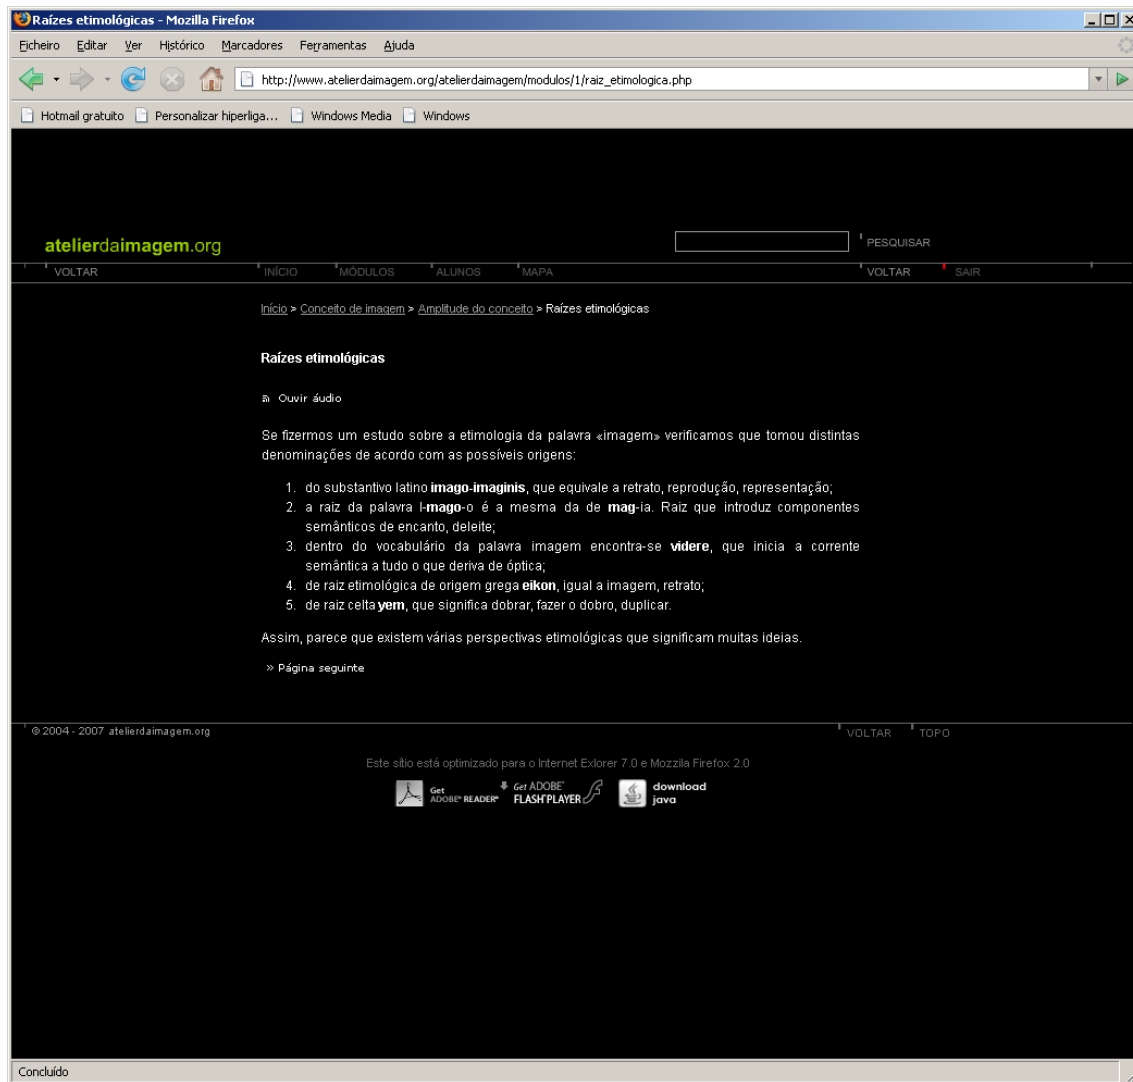 Raízes etimológicas - Mozilla Firefox
Ficheiro Editar Ver Histórico Marcadores Ferramentas Ajuda
http://www.atelierdaimagem.org/atelierdaimagem/modulos/1/raiz_etimologica.php
Hotmail gratuito Personalizar hiperliga... Windows Media Windows
atelierdaimagem.org PESQUISAR
VOLTAR INÍCIO MÓDULOS ALUNOS MAPA VOLTAR SAIR
Início > Conceito de imagem > Amplitude do conceito > Raízes etimológicas
Raízes etimológicas
Ouvir áudio
Se fizermos um estudo sobre a etimologia da palavra «imagem» verificamos que tomou distintas
denominações de acordo com as possíveis origens:
1. do substantivo latino imago-imaginis, que equivale a retrato, reprodução, representação;
2. a raiz da palavra I-mago-o é a mesma da de mag-ia. Raiz que introduz componentes
semânticos de encanto, deleite;
3. dentro do vocabulário da palavra imagem encontra-se videre, que inicia a corrente
semântica a tudo o que deriva de óptica;
4. de raiz etimológica de origem grega eikon, igual a imagem, retrato;
5. de raiz celta yem, que significa dobrar, fazer o dobro, duplicar.
Assim, parece que existem várias perspectivas etimológicas que significam muitas ideias.
» Página seguinte
© 2004 - 2007 atelierdaimagem.org VOLTAR TOPO
Este sítio está optimizado para o Internet Exlorer 7.0 e Mozzila Firefox 2.0
Get ADOBE® READER® Get ADOBE® FLASH® PLAYER download java
Concluído